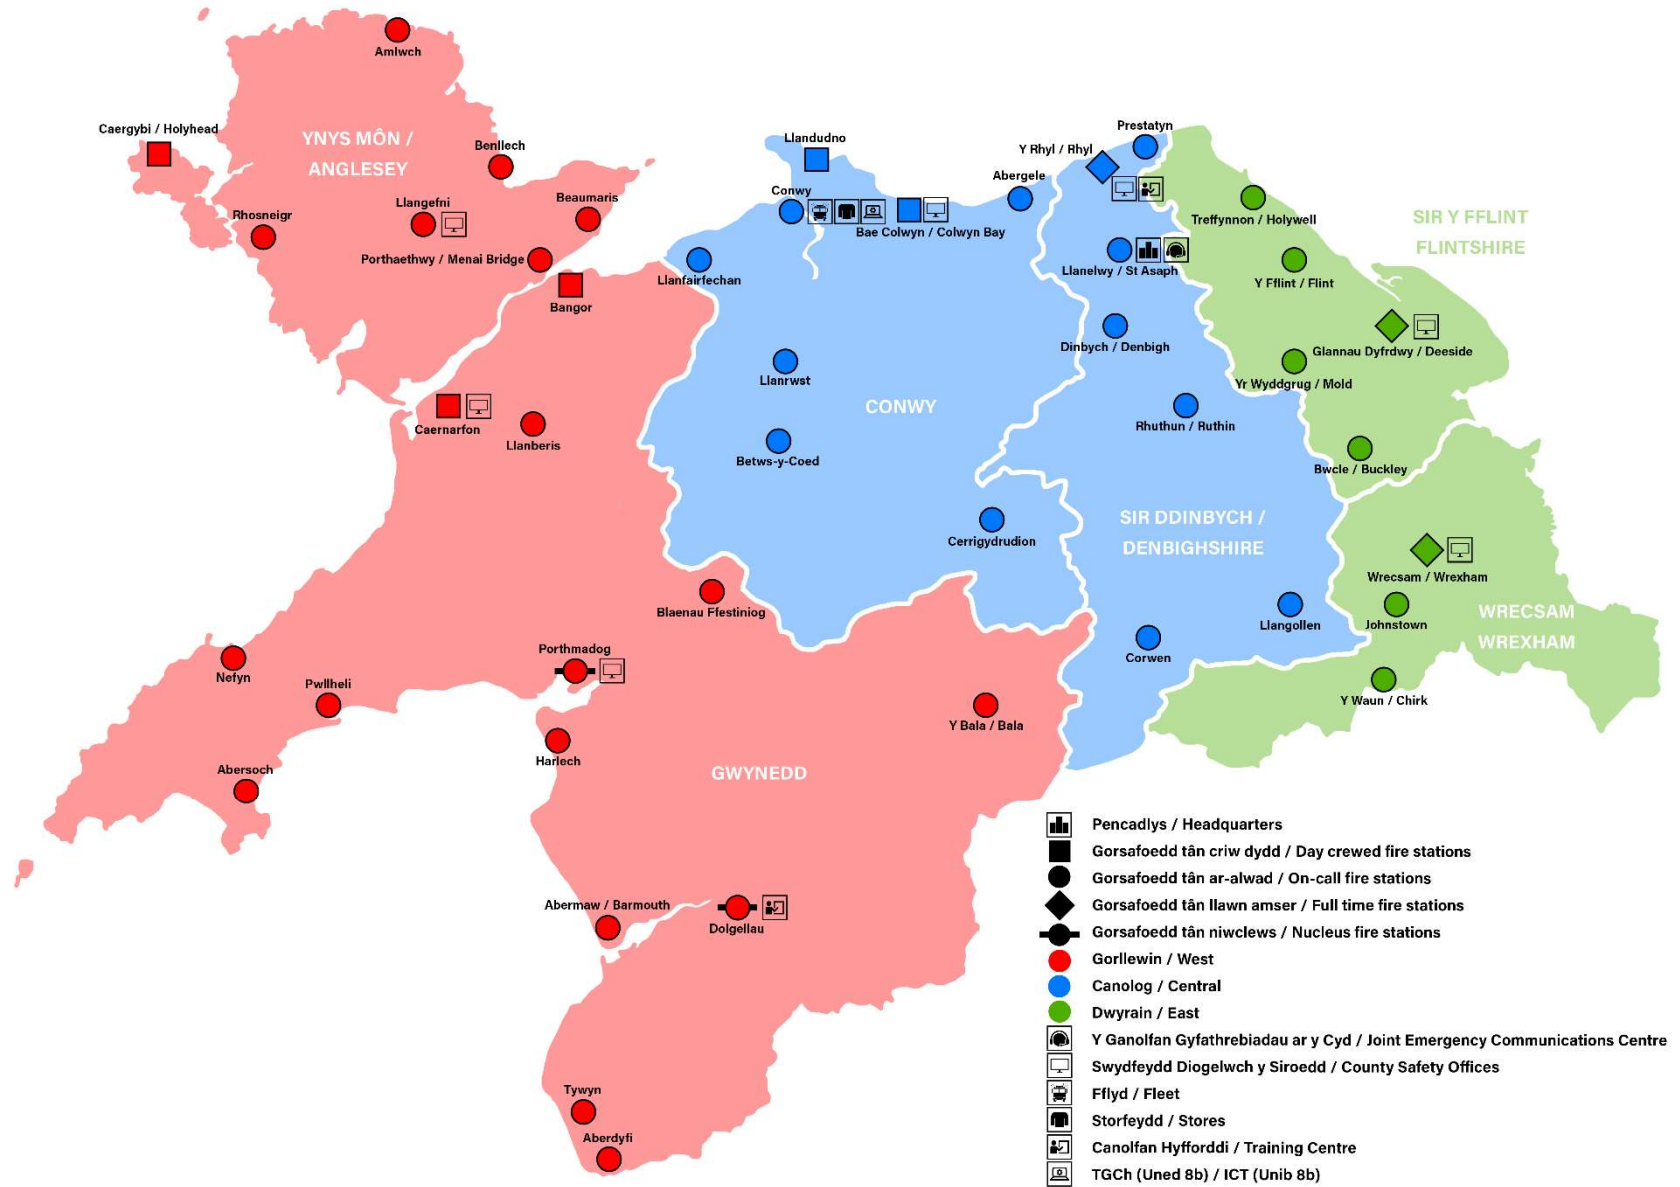 Amlwch
Caergybi / Holyhead
YNYS MÔN /
ANGLESEY
Benllech
Llangefni
Beaumaris
Rhosneigr
Porthaethwy / Menai Bridge
Bangor
Caernarfon
Llanberis
Llandudno
Conwy
Bae Colwyn / Colwyn Bay
Abergele
Llanfairfechan
Llanrwst
CONWY
Betws-y-Coed
Cerrigydrudion
Prestatyn
Y Rhyl / Rhyl
Llanelwy / St Asaph
Dinbych / Denbigh
Rhuthun / Ruthin
SIR DDINBYCH /
DENBIGHSHIRE
Llangollen
Corwen
Treffynnon / Holywell
SIR Y FFLINT
FLINTSHIRE
Y Fflint / Flint
Glannau Dyfrdwy / Deeside
Yr Wyddgrug / Mold
Bwcle / Buckley
Wrecsam / Wrexham
Johnstown
WRECSAM
WREXHAM
Y Waun / Chirk
Blaenau Ffestiniog
Nefyn
Pwllheli
Porthmadog
Harlech
Abersoch
Y Bala / Bala
GWYNEDD
Abermaw / Barmouth
Dolgellau
Tywyn
Aberdyfi
Pencadlys / Headquarters
Gorsafoedd tân criw dydd / Day crewed fire stations
Gorsafoedd tân ar-alwad / On-call fire stations
Gorsafoedd tân llawn amser / Full time fire stations
Gorsafoedd tân niwclews / Nucleus fire stations
Gorllewin / West
Canolog / Central
Dwyrain / East
Y Ganolfan Gyfathrebiadau ar y Cyd / Joint Emergency Communications Centre
Swydfeydd Diogelwch y Siroedd / County Safety Offices
Fflyd / Fleet
Storfeydd / Stores
Canolfan Hyfforddi / Training Centre
TGCh (Uned 8b) / ICT (Unib 8b)